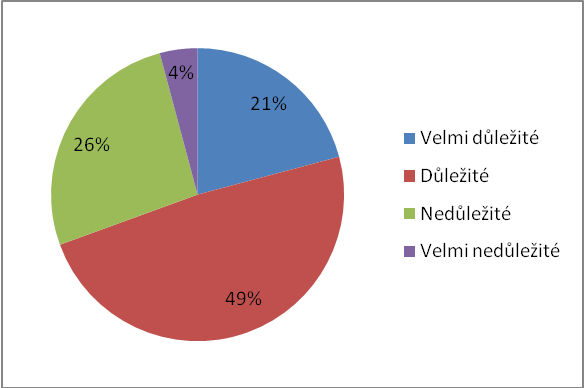 4%
21%
26%
49%
Velmi důležité
Důležité
Nedůležité
Velmi nedůležité